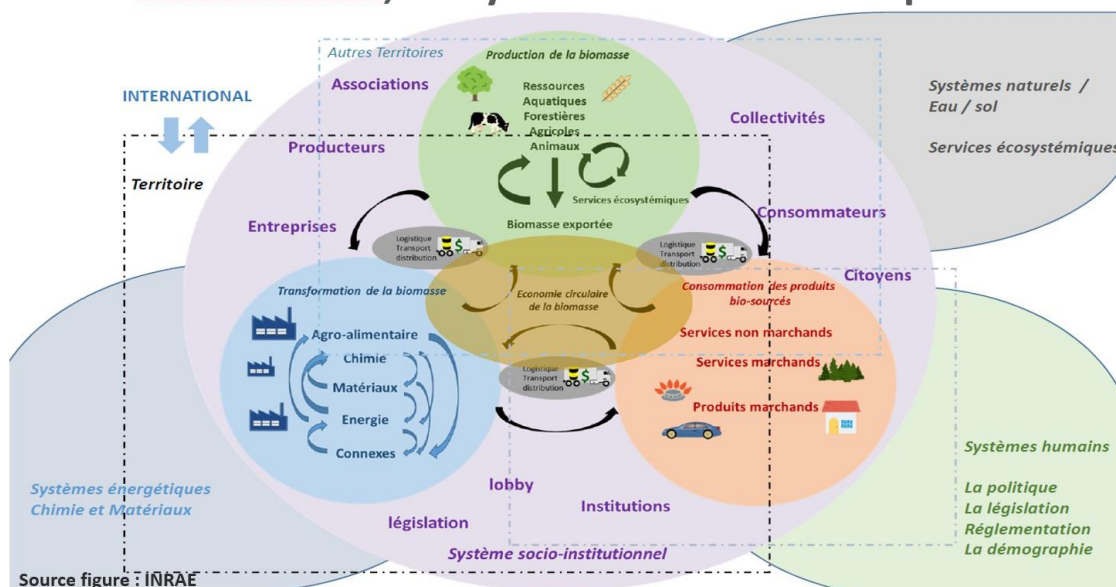 Autres Territoires
Production de la biomasse
Associations
INTERNATIONAL
Ressources
Aquatiques
Forestières
Agricoles
Animaux
Collectivités
Systèmes naturels /
Eau / sol
Services écosystémiques
Producteurs
Territoire
Services écosystémiques
Biomasse exportée
Consommateurs
Entreprises
Logistique
Transport
distribution
$
Logistique
Transport
distribution
$
Citoyens
Transformation de la biomasse
Economie circulaire
de la biomasse
Consommation des produits
bio-sourcés
Agro-alimentaire
Chimie
Matériaux
Energie
Connexes
Services non marchands
Services marchands
Produits marchands
Logistique
Transport
distribution
$
Systèmes énergétiques
Chimie et Matériaux
lobby
législation
Institutions
Système socio-institutionnel
Systèmes humains
La politique
La législation
Réglementation
La démographie
Source figure : INRAE